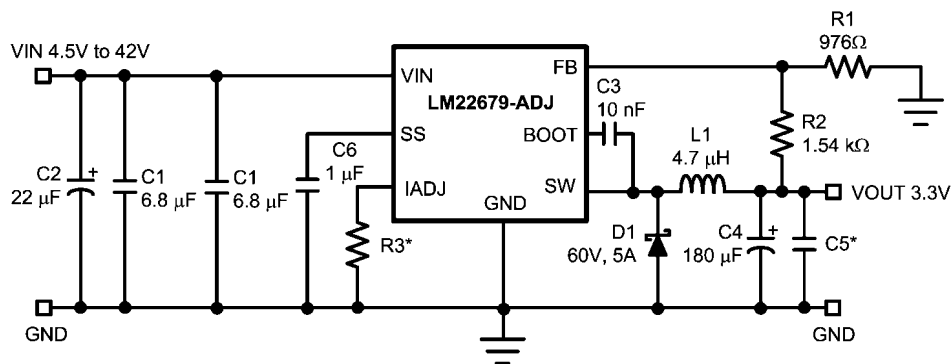 VIN 4.5V to 42V
VIN
FB
LM22679-ADJ
SS
BOOT
IADJ
SW
GND
C3
10 nF
R1
976Ω
R2
1.54 kΩ
L1
4.7 μH
VOUT 3.3V
C2
22 μF
+
C1
6.8 μF
C1
6.8 μF
C6
1 μF
R3*
D1
60V, 5A
C4
180 μF
+
C5*
GND
GND